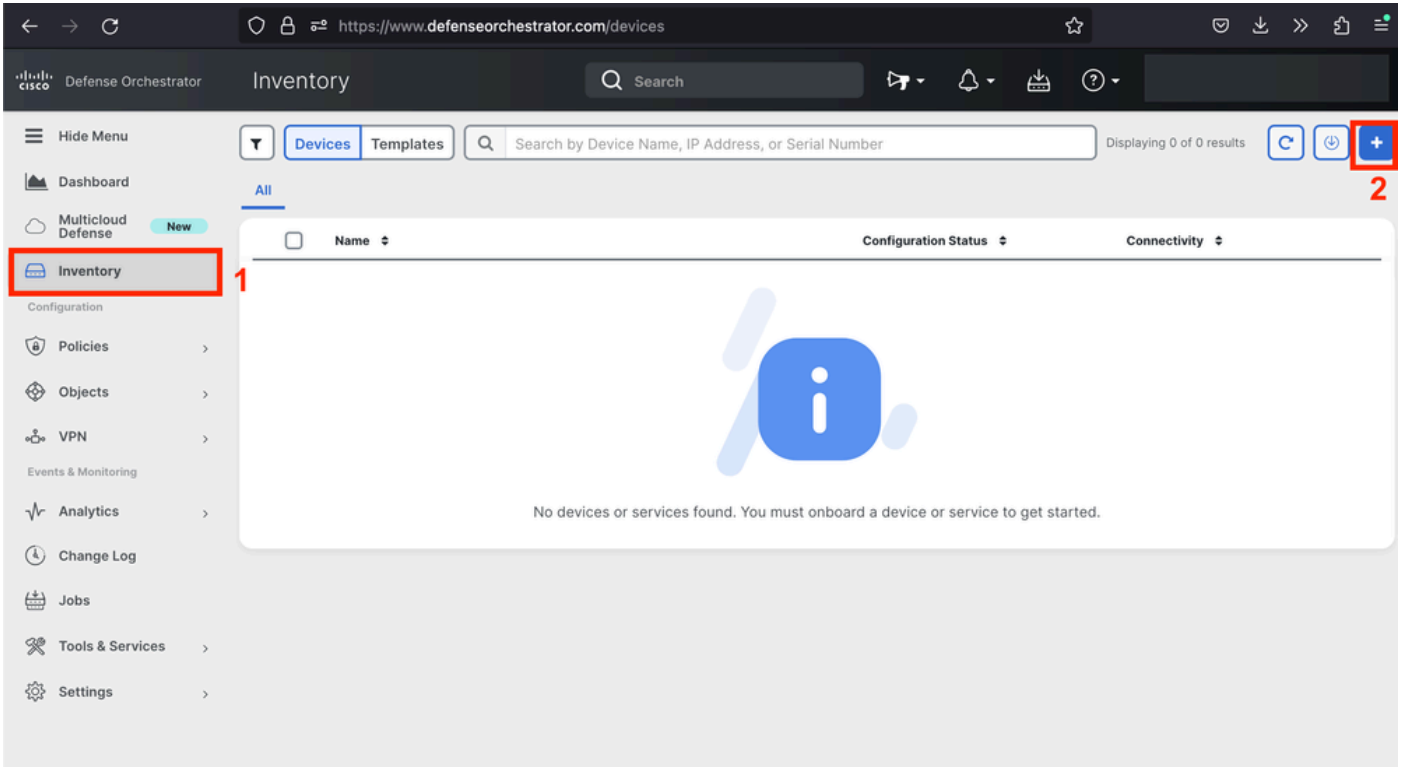 https://www.defenseorchestrator.com/devices
cisco Defense Orchestrator Inventory Search
Hide Menu
Devices Templates Search by Device Name, IP Address, or Serial Number Displaying 0 of 0 results
2
Dashboard
All
Multicloud
Defense New
Name Configuration Status Connectivity
Inventory 1
Configuration
Policies
Objects
VPN
Events & Monitoring
Analytics
No devices or services found. You must onboard a device or service to get started.
Change Log
Jobs
Tools & Services
Settings